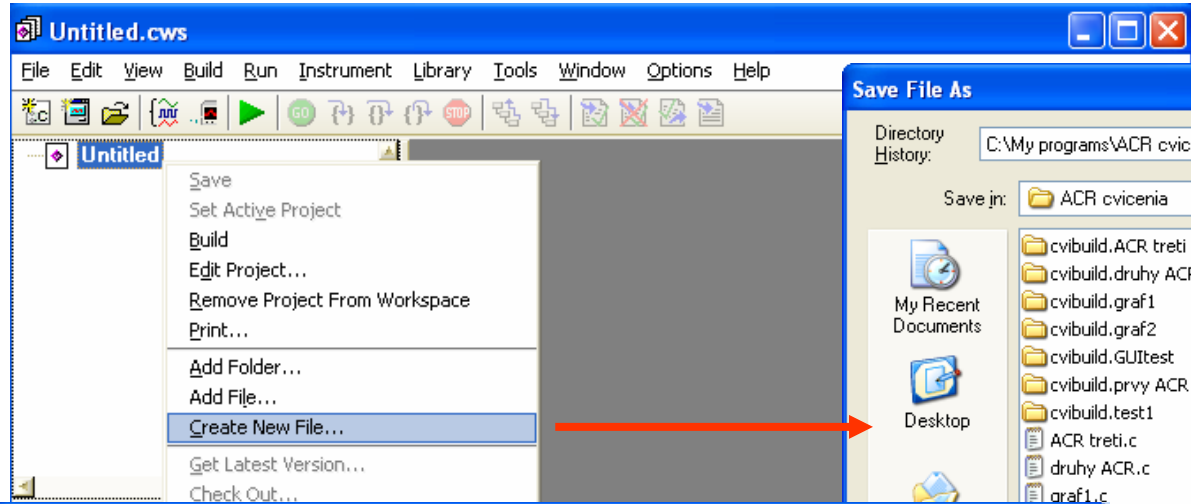 Untitled.cws
File Edit View Build Run Instrument Library Tools Window Options Help
.c GO STOP
Untitled
Save
Set Active Project
Build
Edit Project...
Remove Project From Workspace
Print...
Add Folder...
Add File...
Create New File...
Get Latest Version...
Check Out...
Save File As
Directory
History:
C:\My programs\ACR cvic
Save in:
ACR cvicenia
My Recent
Documents
Desktop
cvibuild.ACR treti
cvibuild.druhy ACR
cvibuild.graf1
cvibuild.graf2
cvibuild.GUItest
cvibuild.prvy ACR
cvibuild.test1
ACR treti.c
druhy ACR.c
graf1.c